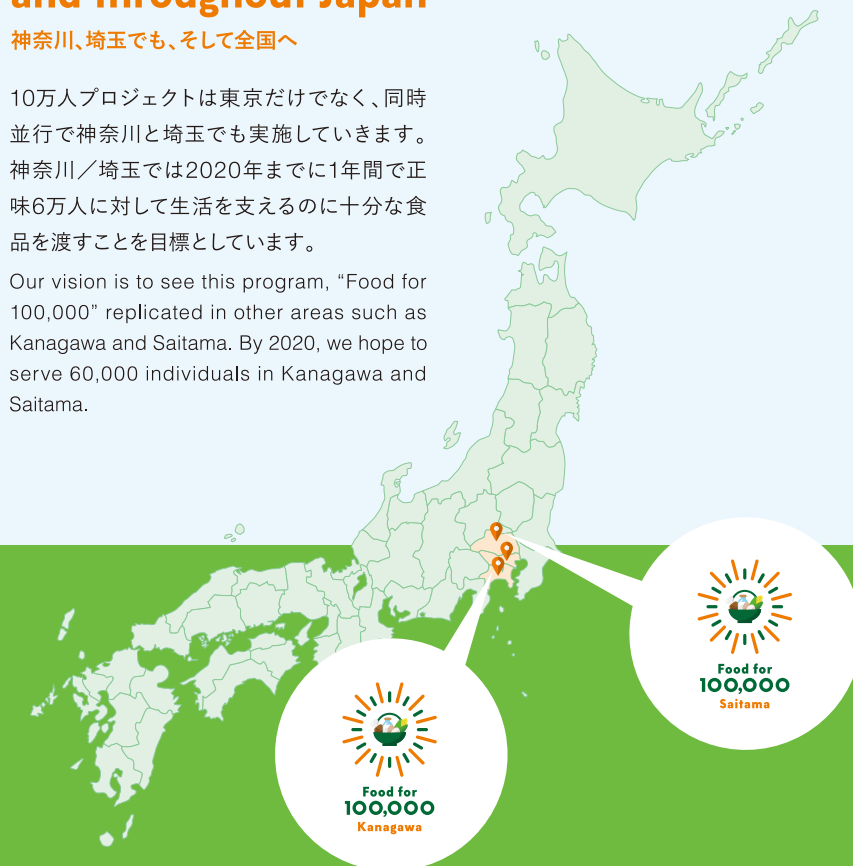 and Throughout Japan
神奈川、埼玉でも、そして全国へ
10万人プロジェクトは東京だけでなく、同時
並行で神奈川と埼玉でも実施していきます。
神奈川／埼玉では2020年までに1年間で正
味6万人に対して生活を支えるのに十分な食
品を渡すことを目標としています。
Our vision is to see this program, “Food for
100,000” replicated in other areas such as
Kanagawa and Saitama. By 2020, we hope to
serve 60,000 individuals in Kanagawa and
Saitama.
Food for
100,000
Saitama
Food for
100,000
Kanagawa